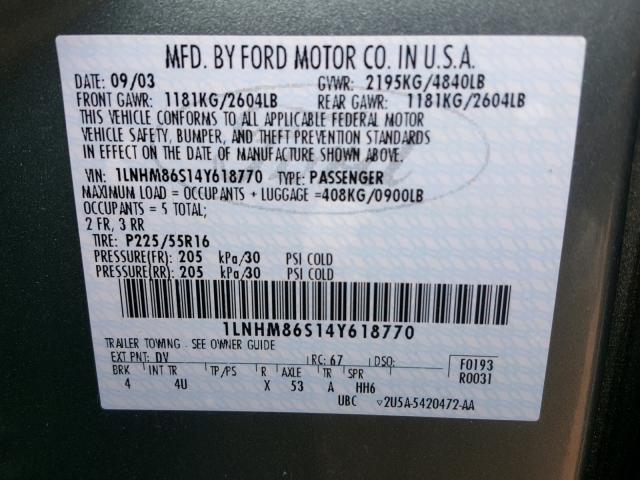 MFD. BY FORD MOTOR CO. IN U.S.A.
DATE: 09/03 GVWR: 2195KG/4840LB
FRONT GAWR: 1181KG/2604LB REAR GAWR: 1181KG/2604LB
THIS VEHICLE CONFORMS TO ALL APPLICABLE FEDERAL MOTOR
VEHICLE SAFETY, BUMPER, AND THEFT PREVENTION STANDARDS
IN EFFECT ON THE DATE OF MANUFACTURE SHOWN ABOVE.
VIN: 1LNHM86S14Y618770 TYPE: PASSENGER
MAXIMUM LOAD = OCCUPANTS + LUGGAGE =408KG/0900LB
OCCUPANTS = 5 TOTAL;
2 FR, 3 RR
TIRE: P225/55R16
PRESSURE(FR) 205 kPa/30 PSI COLD
PRESSURE(RR) 205 kPa/30 PSI COLD
1LNHM86S14Y618770
TRAILER TOWING - SEE OWNER GUIDE
EXT PNT: DV RC: 67 DSO: F0193
BRK INT TR TP/PS R AXLE TR SPR R0031
4 4U X 53 A HH6
UBC ▽2U5A-5420472-AA